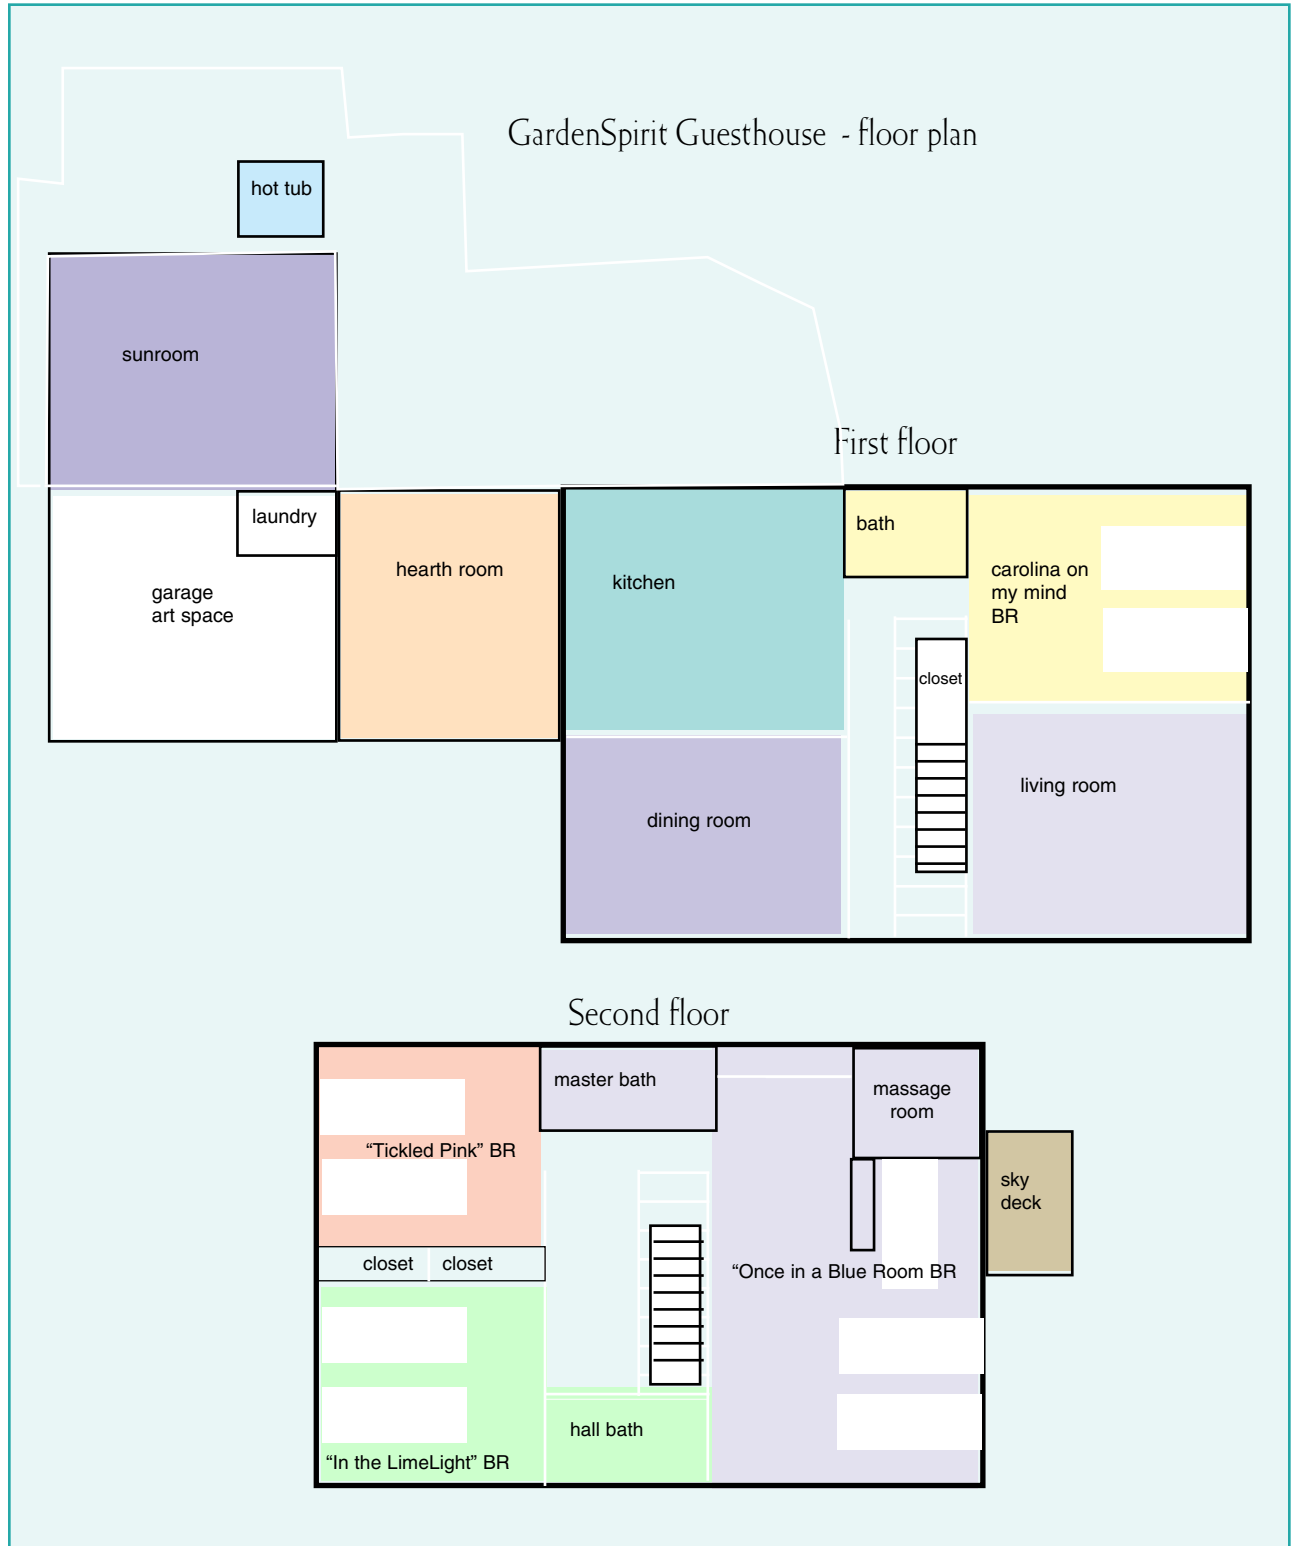 GardenSpirit Guesthouse - floor plan
hot tub
sunroom
First floor
laundry
bath
hearth room
carolina on
my mind
BR
kitchen
garage
art space
closet
living room
dining room
Second floor
master bath
massage
room
“Tickled Pink” BR
sky
deck
closet
closet
“Once in a Blue Room BR
hall bath
“In the LimeLight” BR